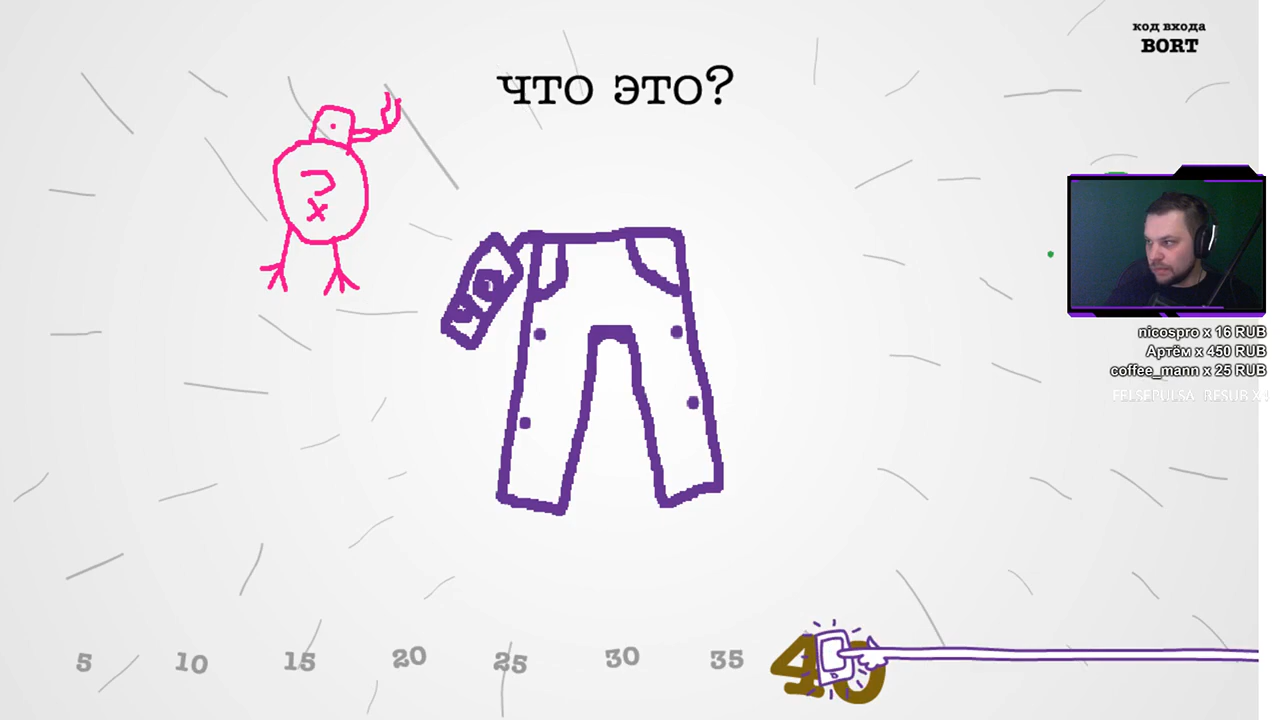 код входа
BORT
что это?
?
x
40
nicospro x 16 RUB
Артём x 450 RUB
coffee_mann x 25 RUB
5 10 15 20 25 30 35 40